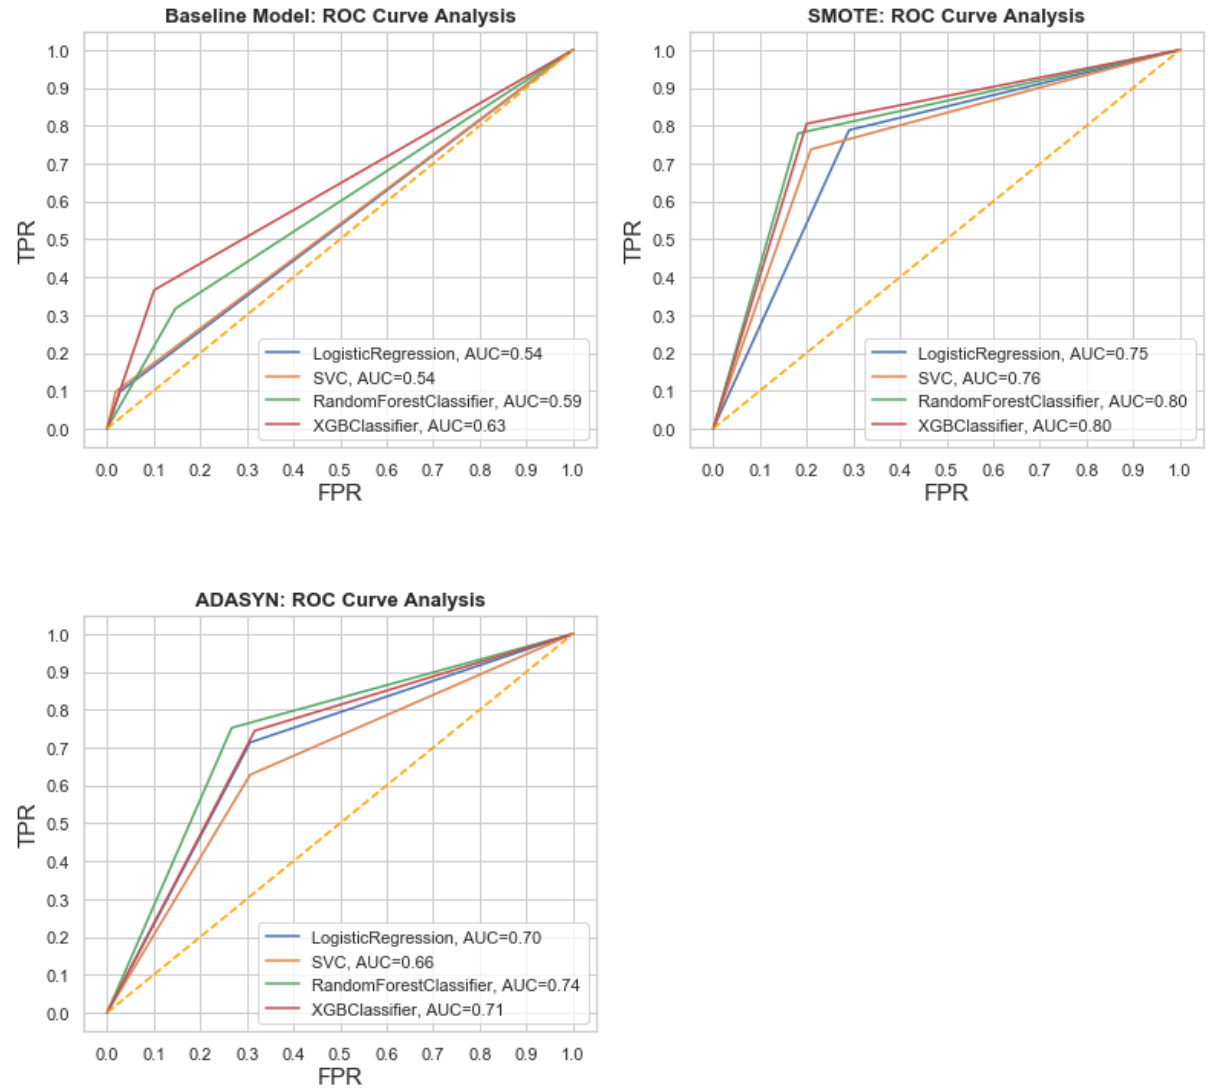 Baseline Model: ROC Curve Analysis
TPR
1.0
0.9
0.8
0.7
0.6
0.5
0.4
0.3
0.2
0.1
0.0
LogisticRegression, AUC=0.54
SVC, AUC=0.54
RandomForestClassifier, AUC=0.59
XGBClassifier, AUC=0.63
0.0 0.1 0.2 0.3 0.4 0.5 0.6 0.7 0.8 0.9 1.0
FPR
SMOTE: ROC Curve Analysis
TPR
1.0
0.9
0.8
0.7
0.6
0.5
0.4
0.3
0.2
0.1
0.0
LogisticRegression, AUC=0.75
SVC, AUC=0.76
RandomForestClassifier, AUC=0.80
XGBClassifier, AUC=0.80
0.0 0.1 0.2 0.3 0.4 0.5 0.6 0.7 0.8 0.9 1.0
FPR
ADASYN: ROC Curve Analysis
TPR
1.0
0.9
0.8
0.7
0.6
0.5
0.4
0.3
0.2
0.1
0.0
LogisticRegression, AUC=0.70
SVC, AUC=0.66
RandomForestClassifier, AUC=0.74
XGBClassifier, AUC=0.71
0.0 0.1 0.2 0.3 0.4 0.5 0.6 0.7 0.8 0.9 1.0
FPR